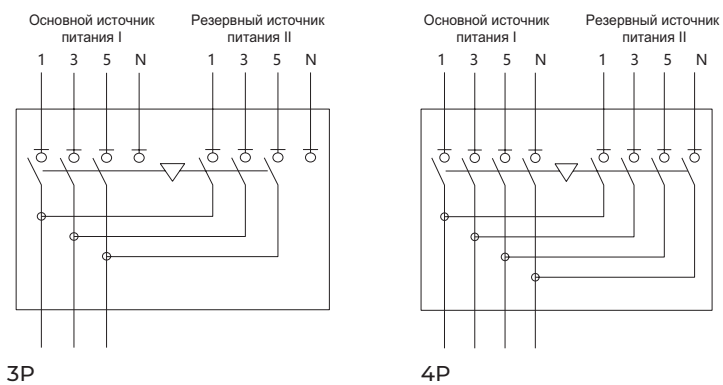 Основной источник
питания I
Резервный источник
питания II
1 3 5 N 1 3 5 N
3P
Основной источник
питания I
Резервный источник
питания II
1 3 5 N 1 3 5 N
4P